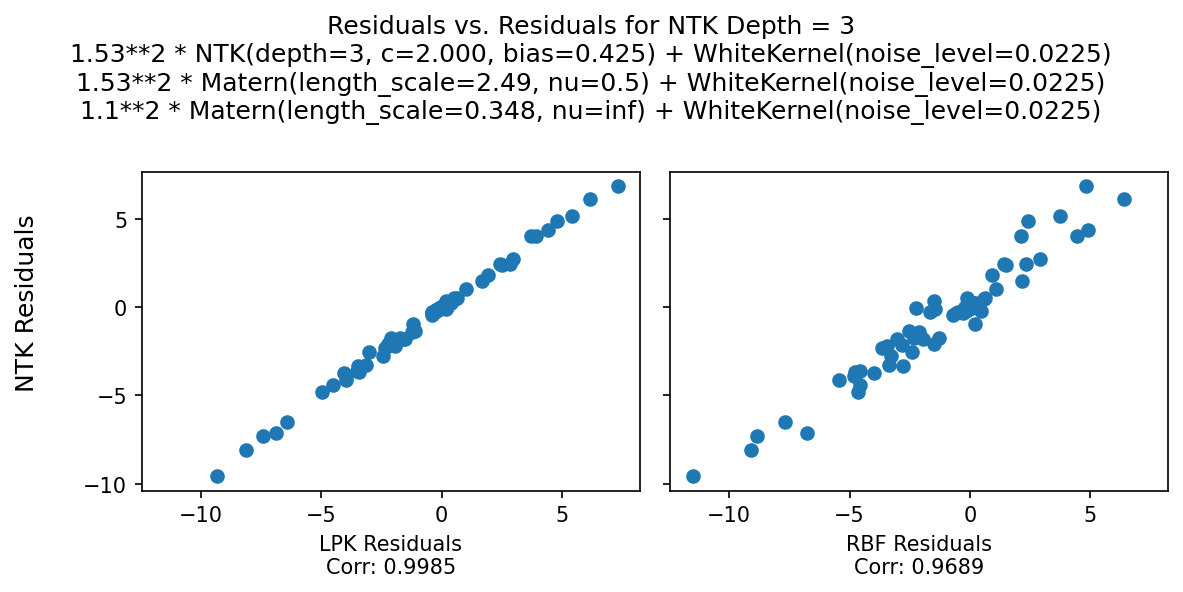 Residuals vs. Residuals for NTK Depth = 3
1.53**2 * NTK(depth=3, c=2.000, bias=0.425) + WhiteKernel(noise_level=0.0225)
1.53**2 * Matern(length_scale=2.49, nu=0.5) + WhiteKernel(noise_level=0.0225)
1.1**2 * Matern(length_scale=0.348, nu=inf) + WhiteKernel(noise_level=0.0225)
NTK Residuals
5
0
−5
−10
−10 −5 0 5
LPK Residuals
Corr: 0.9985
−10 −5 0 5
RBF Residuals
Corr: 0.9689